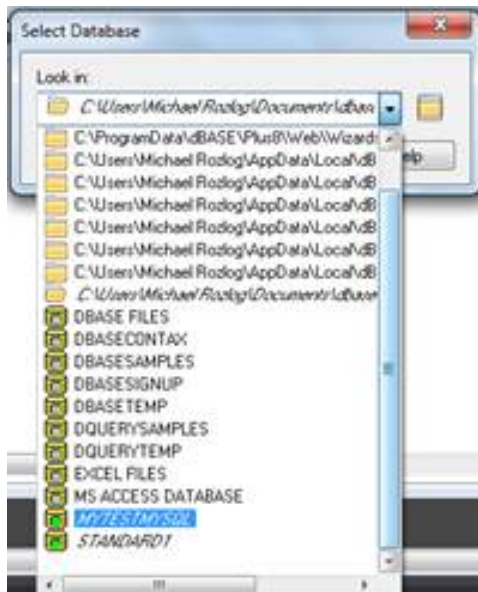 Select Database
Look in:
C:\Users\Michael Rozlog\Documents\dbas
C:\ProgramData\dBASE\Plus8\Web\Wizards
elp
C:\Users\Michael Rozlog\AppData\Local\dB
C:\Users\Michael Rozlog\AppData\Local\dB
C:\Users\Michael Rozlog\AppData\Local\dB
C:\Users\Michael Rozlog\AppData\Local\dB
C:\Users\Michael Rozlog\AppData\Local\dB
C:\Users\Michael Rozlog\AppData\Local\dB
C:\Users\Michael Rozlog\Documents\dbase
DBASE FILES
DBASECONTAX
DBASESAMPLES
DBASESIGNUP
DBASETEMP
DQUERYSAMPLES
DQUERYTEMP
EXCEL FILES
MS ACCESS DATABASE
MYTESTMYSQL
STANDARD1